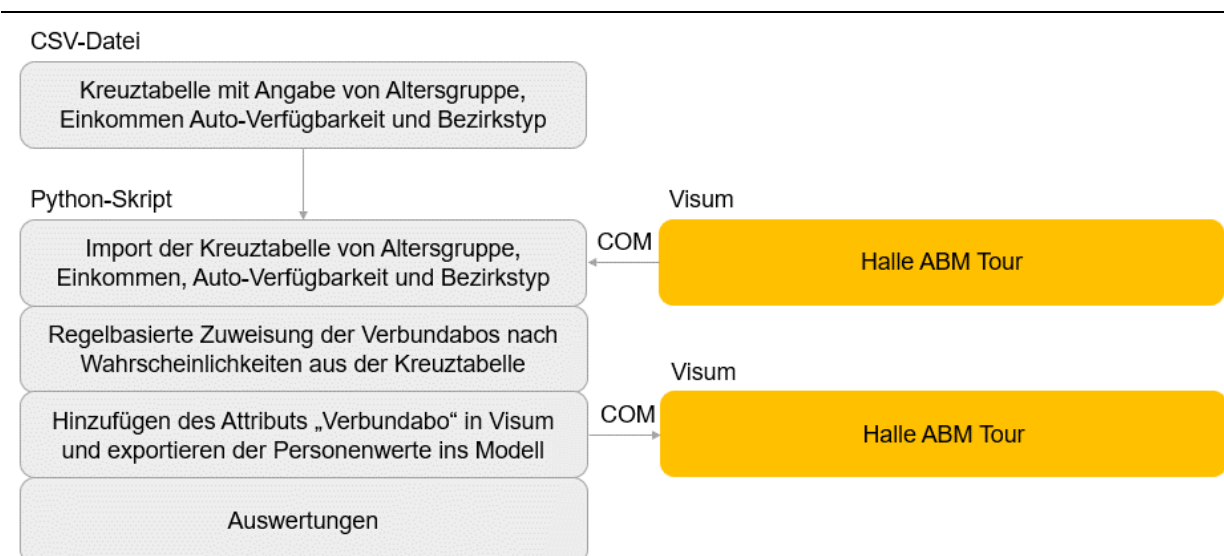 CSV-Datei
Kreuztabelle mit Angabe von Altersgruppe,
Einkommen Auto-Verfügbarkeit und Bezirkstyp
Python-Skript
Import der Kreuztabelle von Altersgruppe,
Einkommen, Auto-Verfügbarkeit und Bezirkstyp
COM
Visum
Halle ABM Tour
Regelbasierte Zuweisung der Verbundabos nach
Wahrscheinlichkeiten aus der Kreuztabelle
Hinzufügen des Attributs „Verbundabo“ in Visum
und exportieren der Personenwerte ins Modell
COM
Visum
Halle ABM Tour
Auswertungen